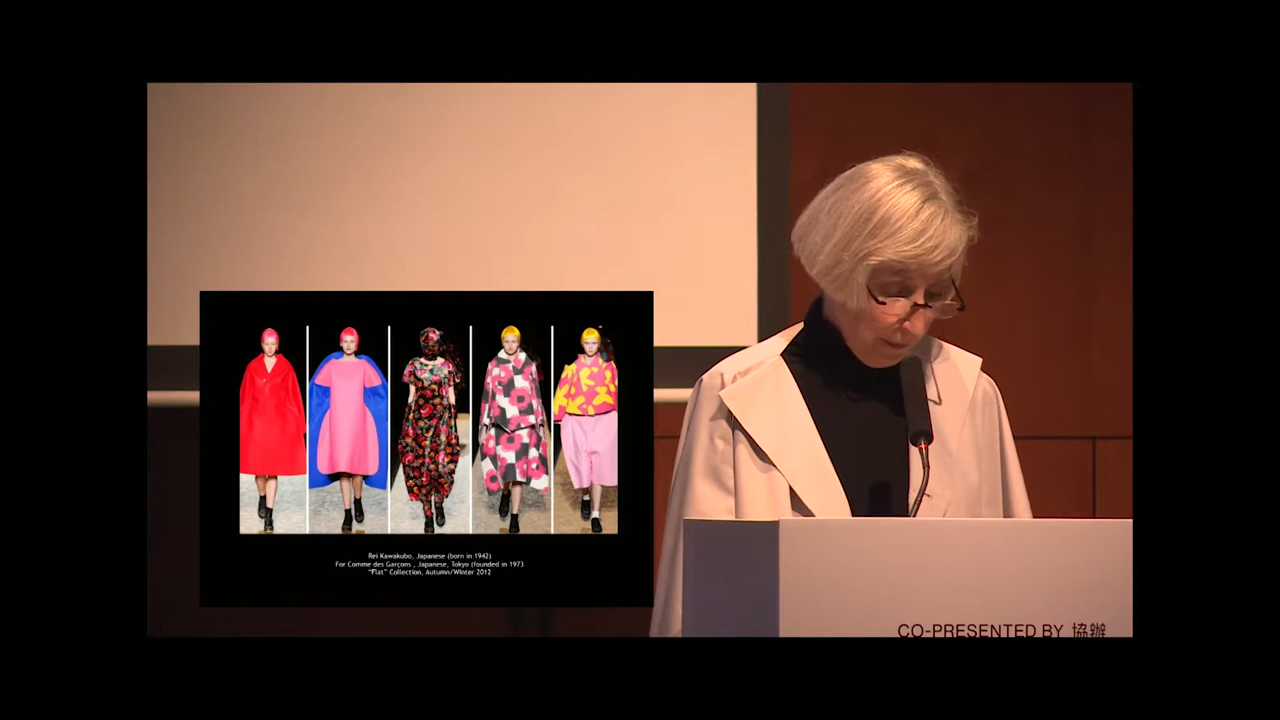 Rei Kawakubo, Japanese (born in 1942)
For Comme des Garçons , Japanese, Tokyo (founded in 1973
“Flat” Collection, Autumn/Winter 2012
CO-PRESENTED BY 協辦